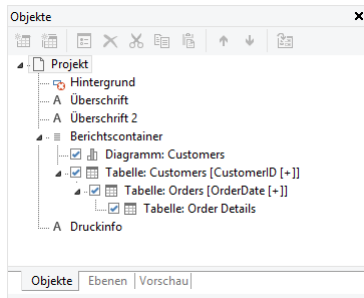 Objekte
Projekt
Hintergrund
Überschrift
Überschrift 2
Berichtscontainer
Diagramm: Customers
Tabelle: Customers [CustomerID [+]]
Tabelle: Orders [OrderDate [+]]
Tabelle: Order Details
Druckinfo
Objekte Ebenen Vorschau